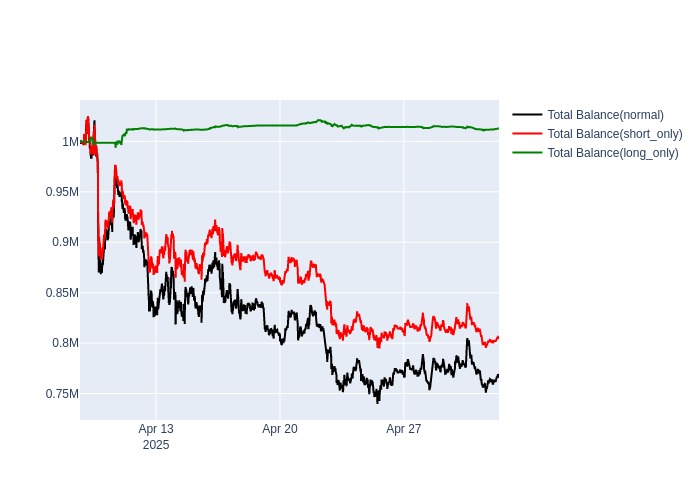 Total Balance(normal)
Total Balance(short_only)
Total Balance(long_only)
1M
0.95M
0.9M
0.85M
0.8M
0.75M
Apr 13
2025
Apr 20
Apr 27